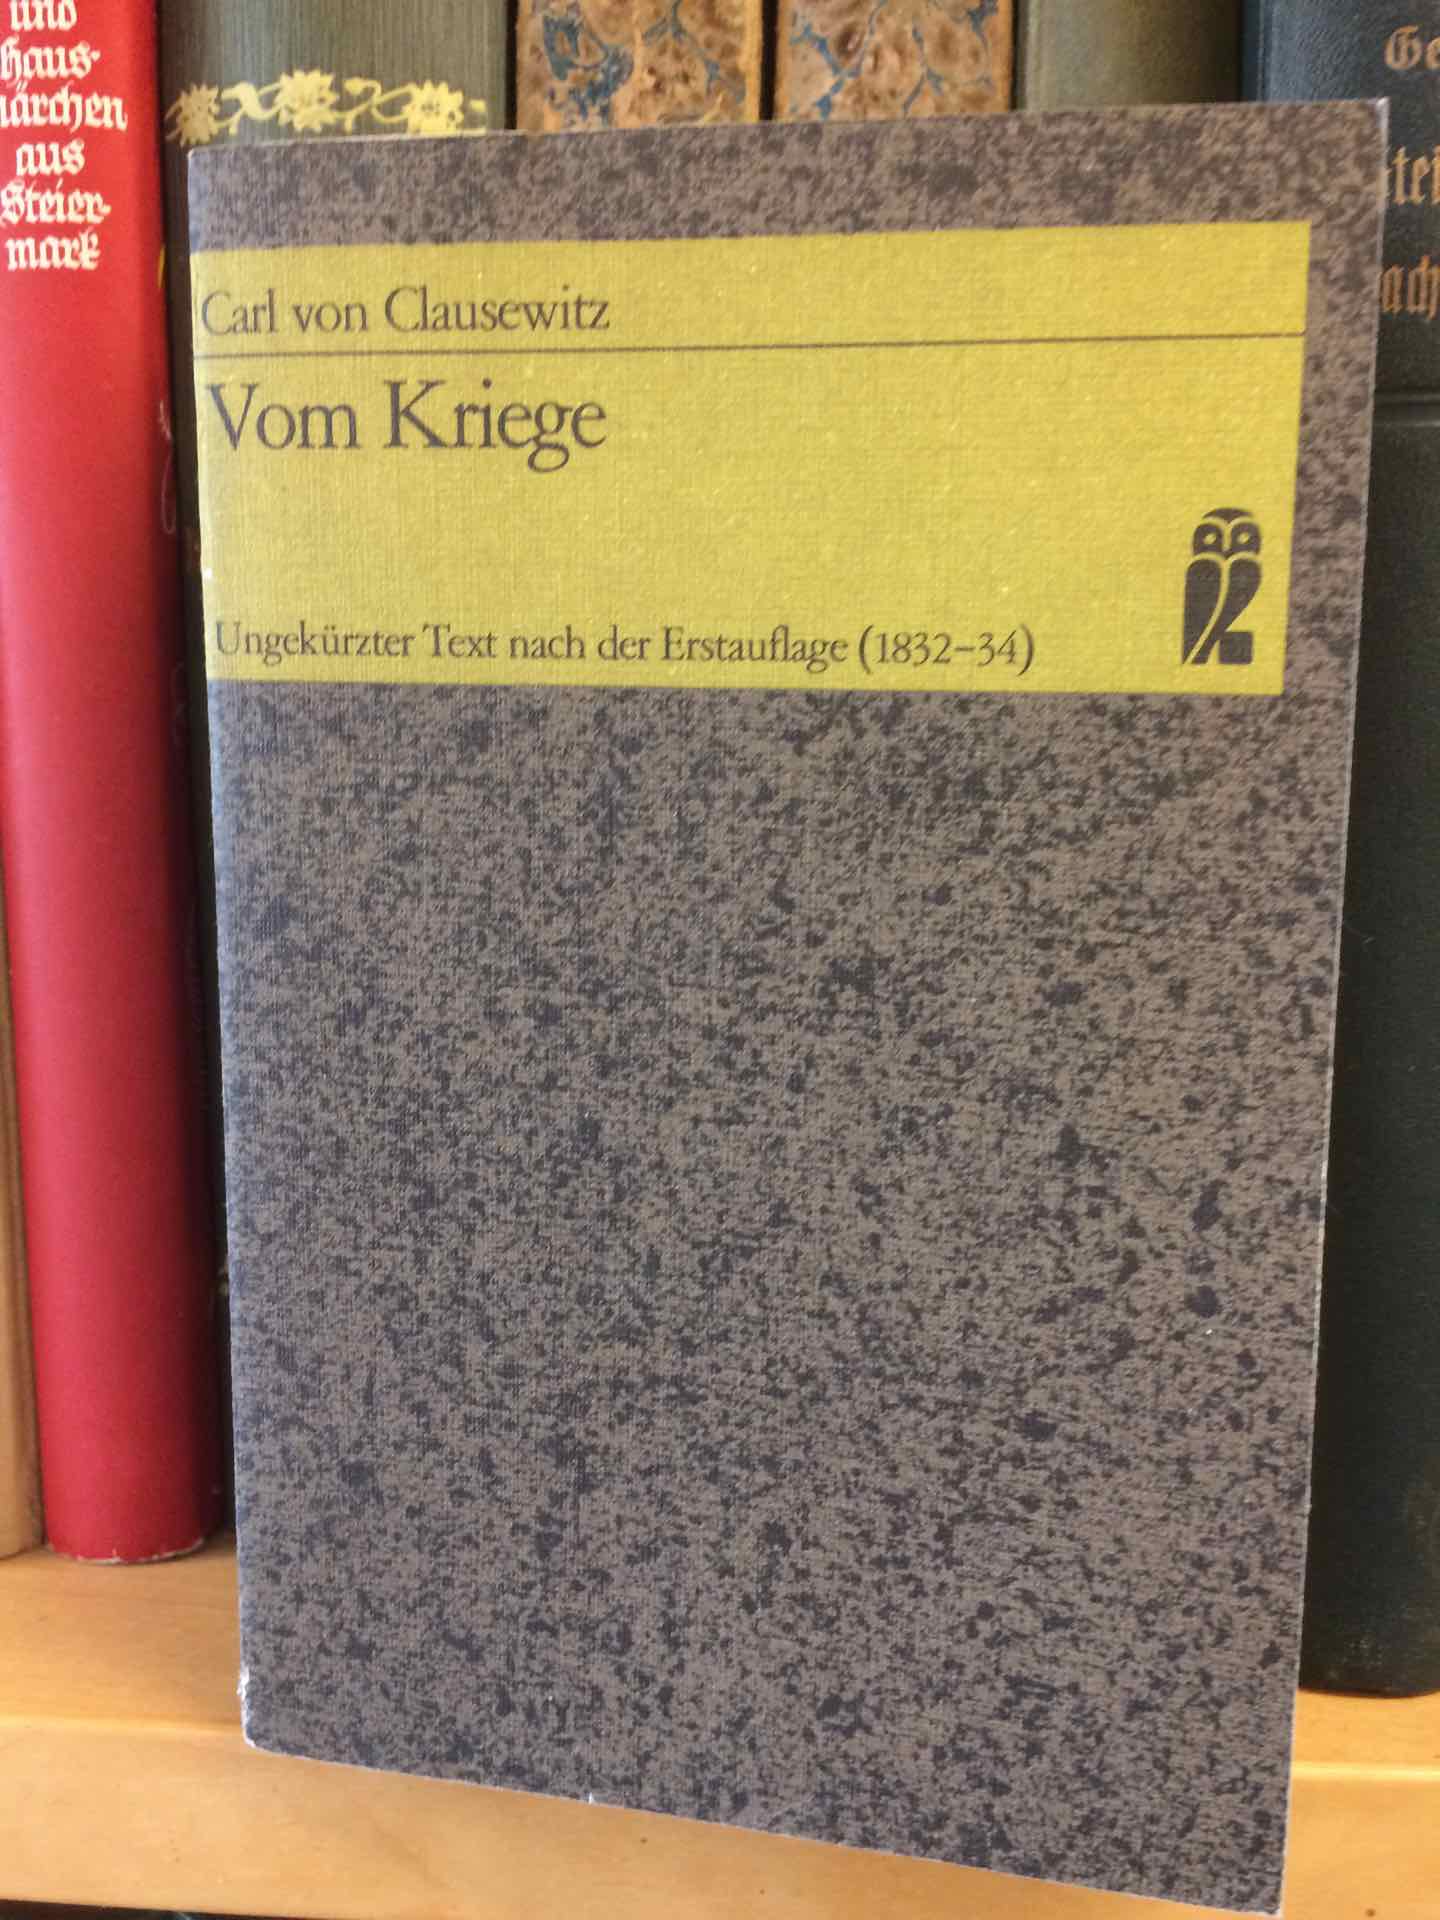 und
Haus-
märchen
aus
Steier-
mark
Carl von Clausewitz
Vom Kriege
Ungekürzter Text nach der Erstauflage (1832–34)